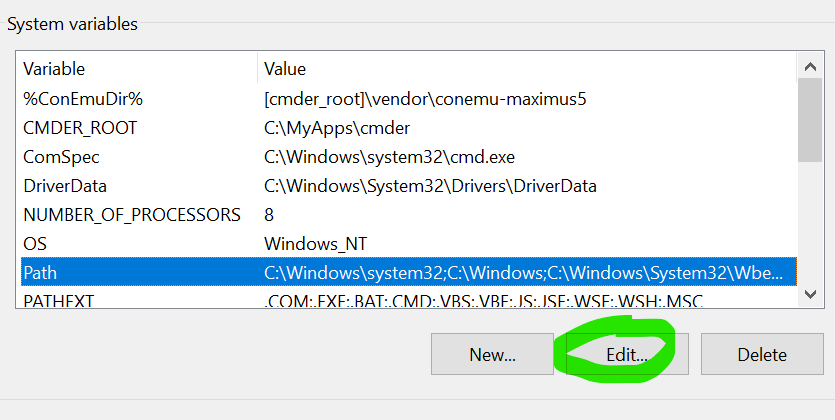 System variables
Variable Value
%ConEmuDir% [cmder_root]\vendor\conemu-maximus5
CMDER_ROOT C:\MyApps\cmder
ComSpec C:\Windows\system32\cmd.exe
DriverData C:\Windows\System32\Drivers\DriverData
NUMBER_OF_PROCESSORS 8
OS Windows_NT
Path C:\Windows\system32;C:\Windows;C:\Windows\System32\Wbe...
PATHEXT .COM;.EXE;.BAT;.CMD;.VBS;.VBE;.JS;.JSE;.WSF;.WSH;.MSC
New... Edit... Delete